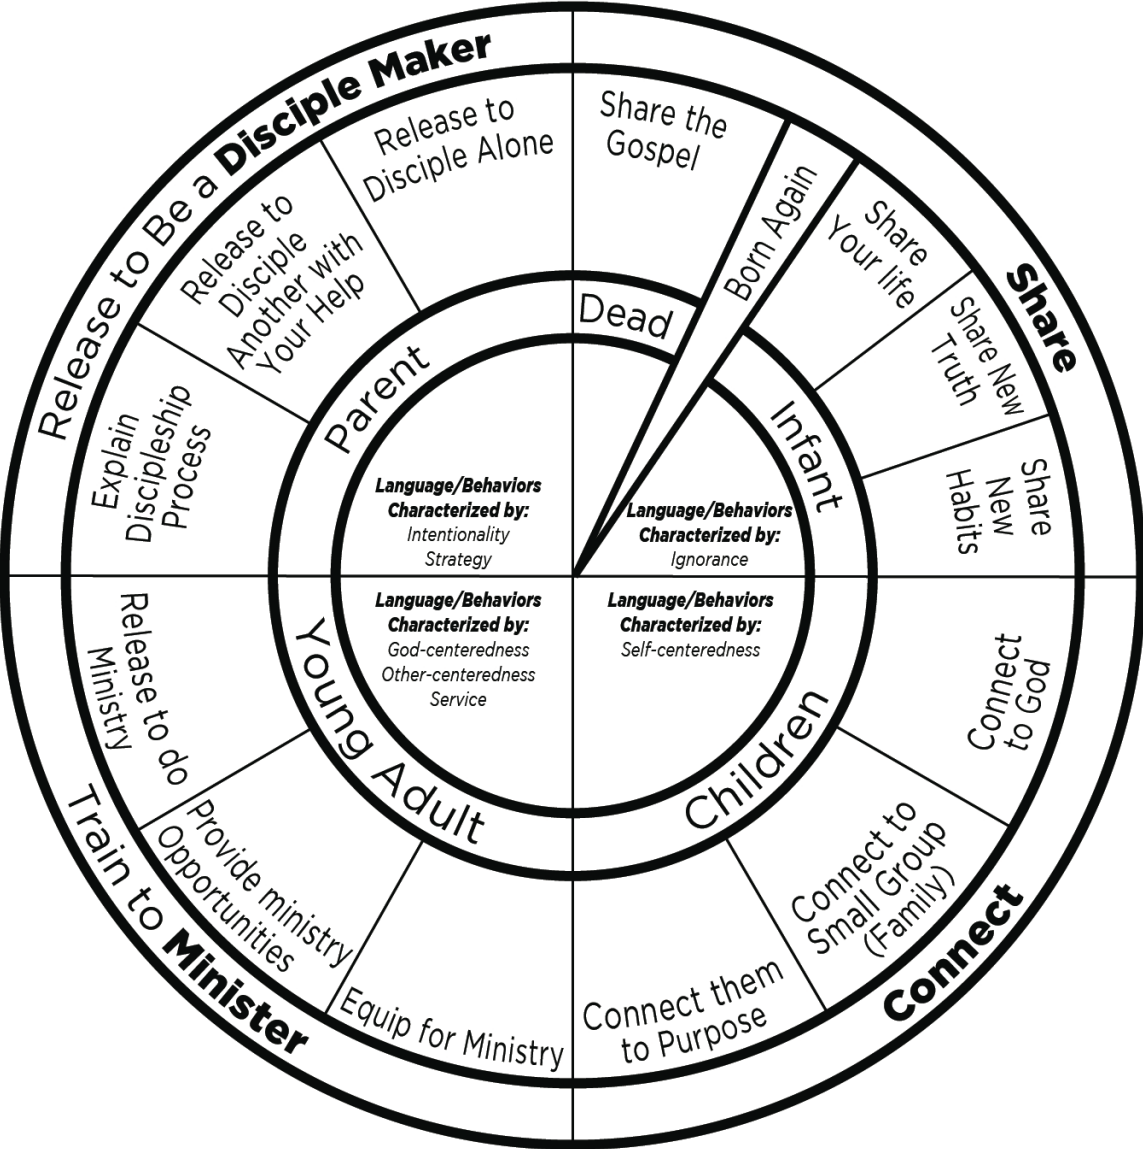 Release to Be a Disciple Maker
Share
Connect
Train to Minister
Share the
Gospel
Born Again
Share
Your life
Share New
Truth
Share
New
Habits
Connect
to God
Connect to
Small Group
(Family)
Connect them
to Purpose
Equip for Ministry
Provide ministry
Opportunities
Release to do
Ministry
Explain
Discipleship
Process
Release to
Disciple
Another with
Your Help
Release to
Disciple Alone
Dead
Infant
Children
Young Adult
Parent
Language/Behaviors
Characterized by:
Intentionality
Strategy
Language/Behaviors
Characterized by:
Ignorance
Language/Behaviors
Characterized by:
God-centeredness
Other-centeredness
Service
Language/Behaviors
Characterized by:
Self-centeredness